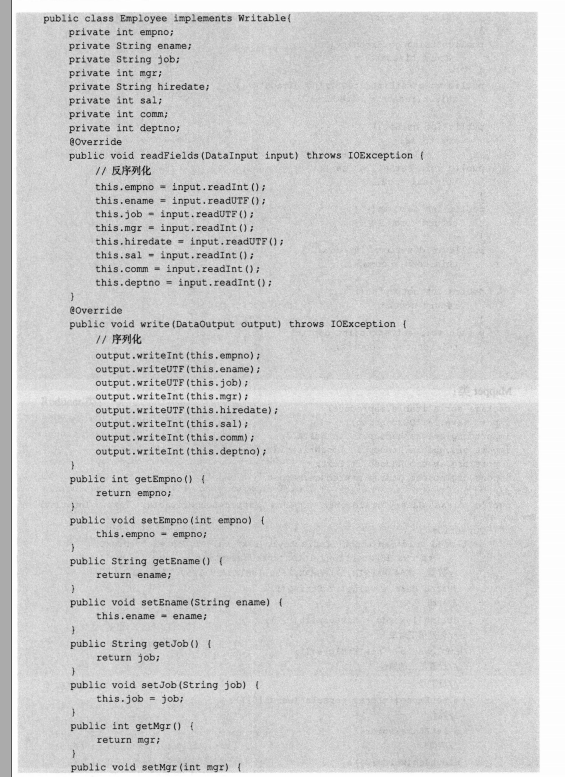 public class Employee implements Writable{
    private int empno;
    private String ename;
    private String job;
    private int mgr;
    private String hiredate;
    private int sal;
    private int comm;
    private int deptno;
    @Override
    public void readFields(DataInput input) throws IOException {
        // 反序列化
        this.empno = input.readInt();
        this.ename = input.readUTF();
        this.job = input.readUTF();
        this.mgr = input.readInt();
        this.hiredate = input.readUTF();
        this.sal = input.readInt();
        this.comm = input.readInt();
        this.deptno = input.readInt();
    }
    @Override
    public void write(DataOutput output) throws IOException {
        // 序列化
        output.writeInt(this.empno);
        output.writeUTF(this.ename);
        output.writeUTF(this.job);
        output.writeInt(this.mgr);
        output.writeUTF(this.hiredate);
        output.writeInt(this.sal);
        output.writeInt(this.comm);
        output.writeInt(this.deptno);
    }
    public int getEmpno() {
        return empno;
    }
    public void setEmpno(int empno) {
        this.empno = empno;
    }
    public String getEname() {
        return ename;
    }
    public void setEname(String ename) {
        this.ename = ename;
    }
    public String getJob() {
        return job;
    }
    public void setJob(String job) {
        this.job = job;
    }
    public int getMgr() {
        return mgr;
    }
    public void setMgr(int mgr) {